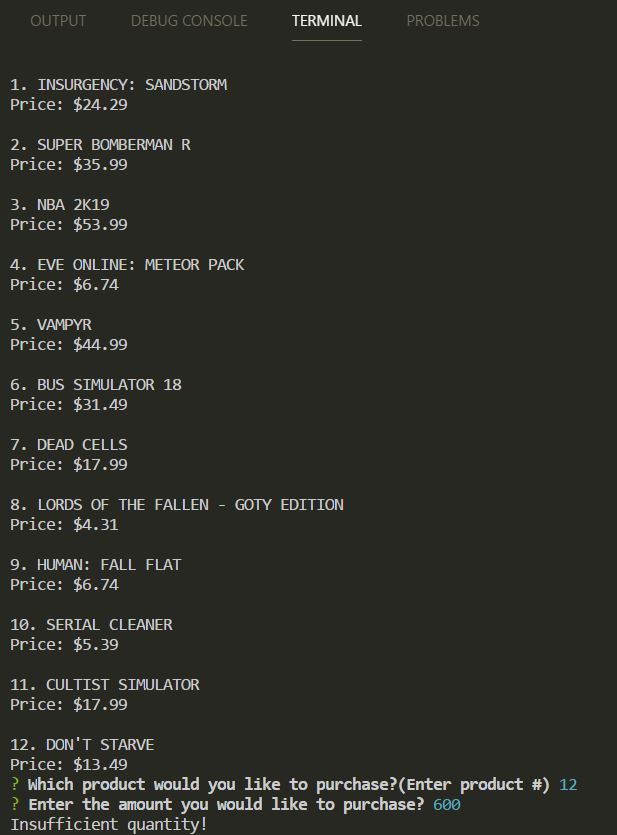 OUTPUT DEBUG CONSOLE TERMINAL PROBLEMS
1. INSURGENCY: SANDSTORM
Price: $24.29
2. SUPER BOMBERMAN R
Price: $35.99
3. NBA 2K19
Price: $53.99
4. EVE ONLINE: METEOR PACK
Price: $6.74
5. VAMPYR
Price: $44.99
6. BUS SIMULATOR 18
Price: $31.49
7. DEAD CELLS
Price: $17.99
8. LORDS OF THE FALLEN - GOTY EDITION
Price: $4.31
9. HUMAN: FALL FLAT
Price: $6.74
10. SERIAL CLEANER
Price: $5.39
11. CULTIST SIMULATOR
Price: $17.99
12. DON'T STARVE
Price: $13.49
? Which product would you like to purchase?(Enter product #) 12
? Enter the amount you would like to purchase? 600
Insufficient quantity!